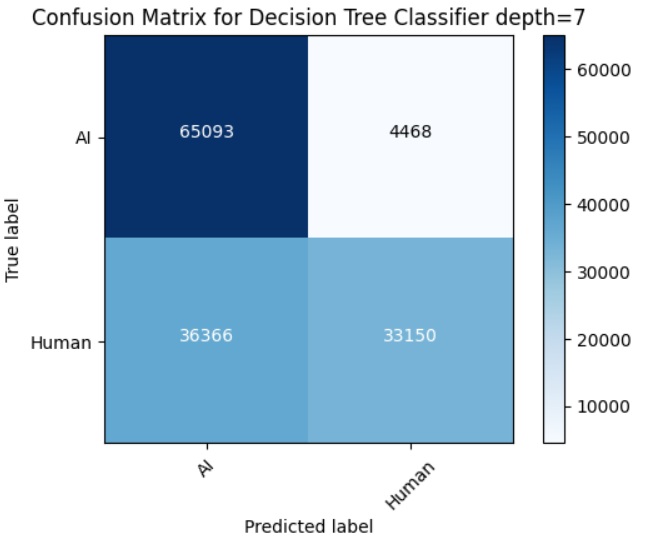 Confusion Matrix for Decision Tree Classifier depth=7
AI
65093
4468
Human
36366
33150
True label
AI
Human
Predicted label
60000
50000
40000
30000
20000
10000